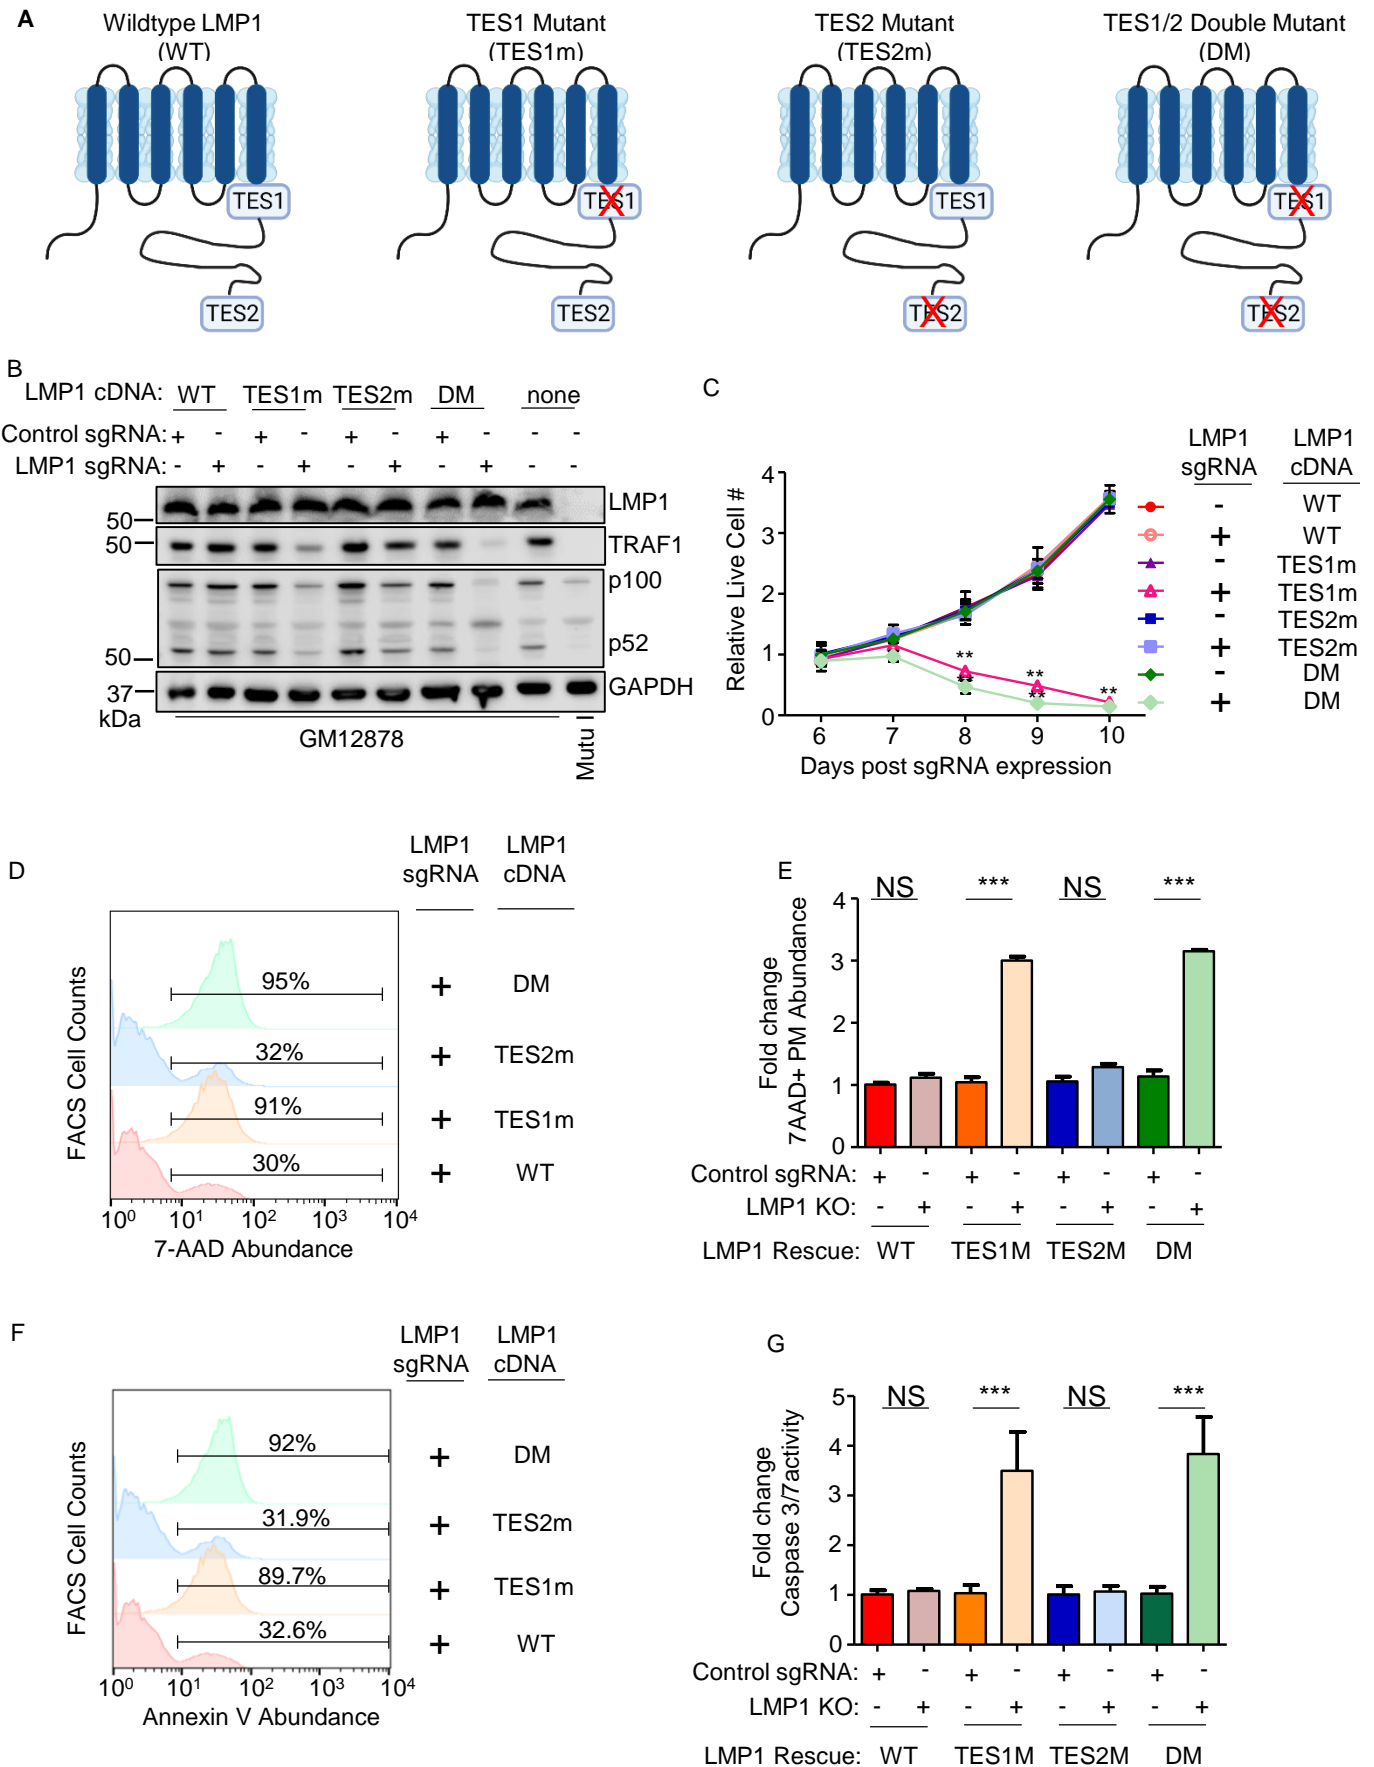 A
Wildtype LMP1
(WT)
TES1 Mutant
(TES1m)
TES2 Mutant
(TES2m)
TES1/2 Double Mutant
(DM)
TES1
TES1
TES1
TES1
TES2
TES2
TES2
TES2
B
LMP1 cDNA: WT TES1m TES2m DM none
Control sgRNA: + - + - + - + - - -
LMP1 sgRNA: - + - + - + - + - -
LMP1
50
50
TRAF1
p100
p52
50
37
GAPDH
kDa
GM12878
Mutu I
C
LMP1
sgRNA
LMP1
cDNA
- WT
+ WT
- TES1m
+ TES1m
- TES2m
+ TES2m
- DM
+ DM
Relative Live Cell #
4
3
2
1
0
**
**
**
**
**
6 7 8 9 10
Days post sgRNA expression
D
LMP1
sgRNA
LMP1
cDNA
FACS Cell Counts
95% + DM
32% + TES2m
91% + TES1m
30% + WT
10^0 10^1 10^2 10^3 10^4
7-AAD Abundance
E
Fold change
7AAD+ PM Abundance
4
3
2
1
0
NS *** NS ***
Control sgRNA: + - + - + - + -
LMP1 KO: - + - + - + - +
LMP1 Rescue: WT TES1M TES2M DM
F
LMP1
sgRNA
LMP1
cDNA
FACS Cell Counts
92% + DM
31.9% + TES2m
89.7% + TES1m
32.6% + WT
10^0 10^1 10^2 10^3 10^4
Annexin V Abundance
G
Fold change
Caspase 3/7activity
5
4
3
2
1
0
NS *** NS ***
Control sgRNA: + - + - + - + -
LMP1 KO: - + - + - + - +
LMP1 Rescue: WT TES1M TES2M DM